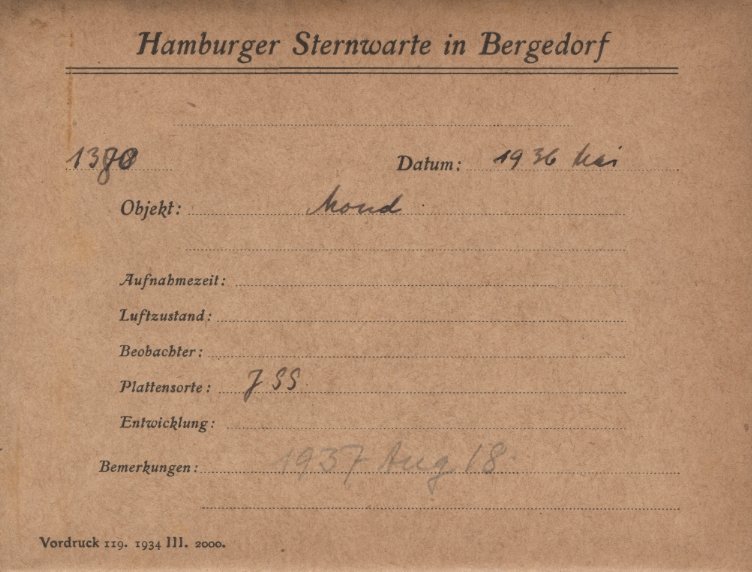 Hamburger Sternwarte in Bergedorf
1370 Datum: 1936 Mai
Objekt: Mond
Aufnahmezeit:
Luftzustand:
Beobachter:
Plattensorte: JSS
Entwicklung:
Bemerkungen: 1937 Aug 18.
Vordruck 119. 1934 III. 2000.